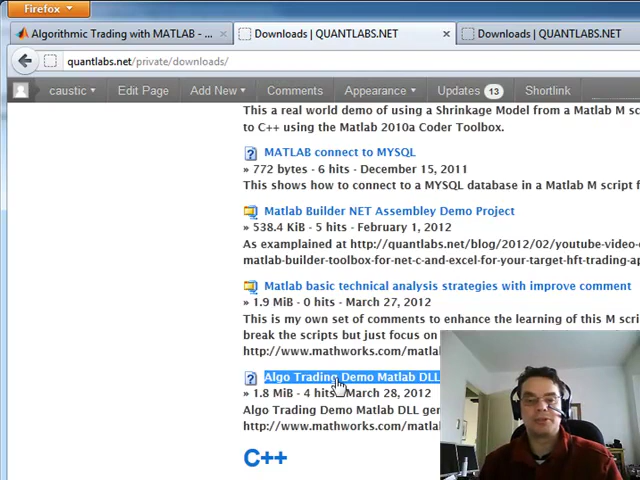 Firefox
Algorithmic Trading with MATLAB - ...
Downloads | QUANTLABS.NET
Downloads | QUANTLABS.NET
quantlabs.net/private/downloads/
caustic
Edit Page
Add New
Comments
Appearance
Updates 13
Shortlink
This a real world demo of using a Shrinkage Model from a Matlab M
to C++ using the Matlab 2010a Coder Toolbox.
MATLAB connect to MYSQL
» 772 bytes - 6 hits - December 15, 2011
This shows how to connect to a MYSQL database in a Matlab M script
Matlab Builder NET Assembley Demo Project
» 538.4 KiB - 5 hits - February 1, 2012
As examplained at http://quantlabs.net/blog/2012/02/youtube-video-
matlab-builder-toolbox-for-net-c-and-excel-for-your-target-hft-trading-
Matlab basic technical analysis strategies with improve comment
» 1.9 MiB - 0 hits - March 27, 2012
This is my own set of comments to enhance the learning of this M
break the scripts but just focus on
http://www.mathworks.com/matla
Algo Trading Demo Matlab DLL
» 1.8 MiB - 4 hits - March 28, 2012
Algo Trading Demo Matlab DLL
http://www.mathworks.com/matla
C++